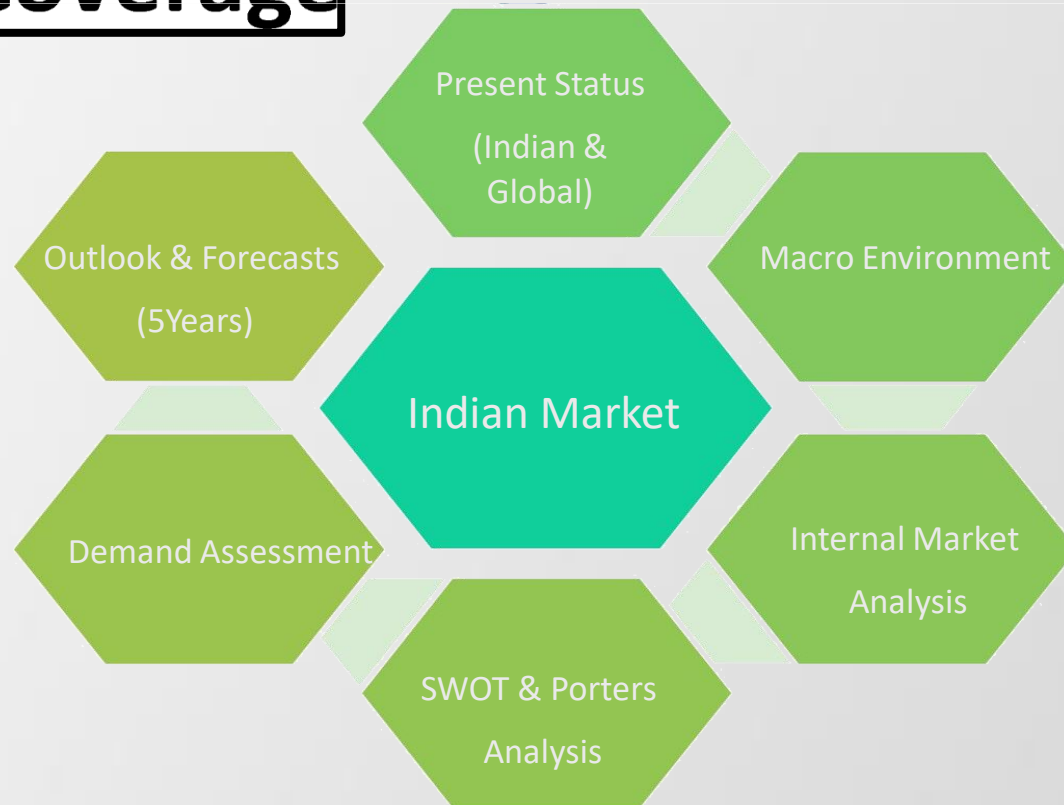 Coverage
Present Status
(Indian &
Global)
Outlook & Forecasts
(5Years)
Macro Environment
Indian Market
Demand Assessment
Internal Market
Analysis
SWOT & Porters
Analysis